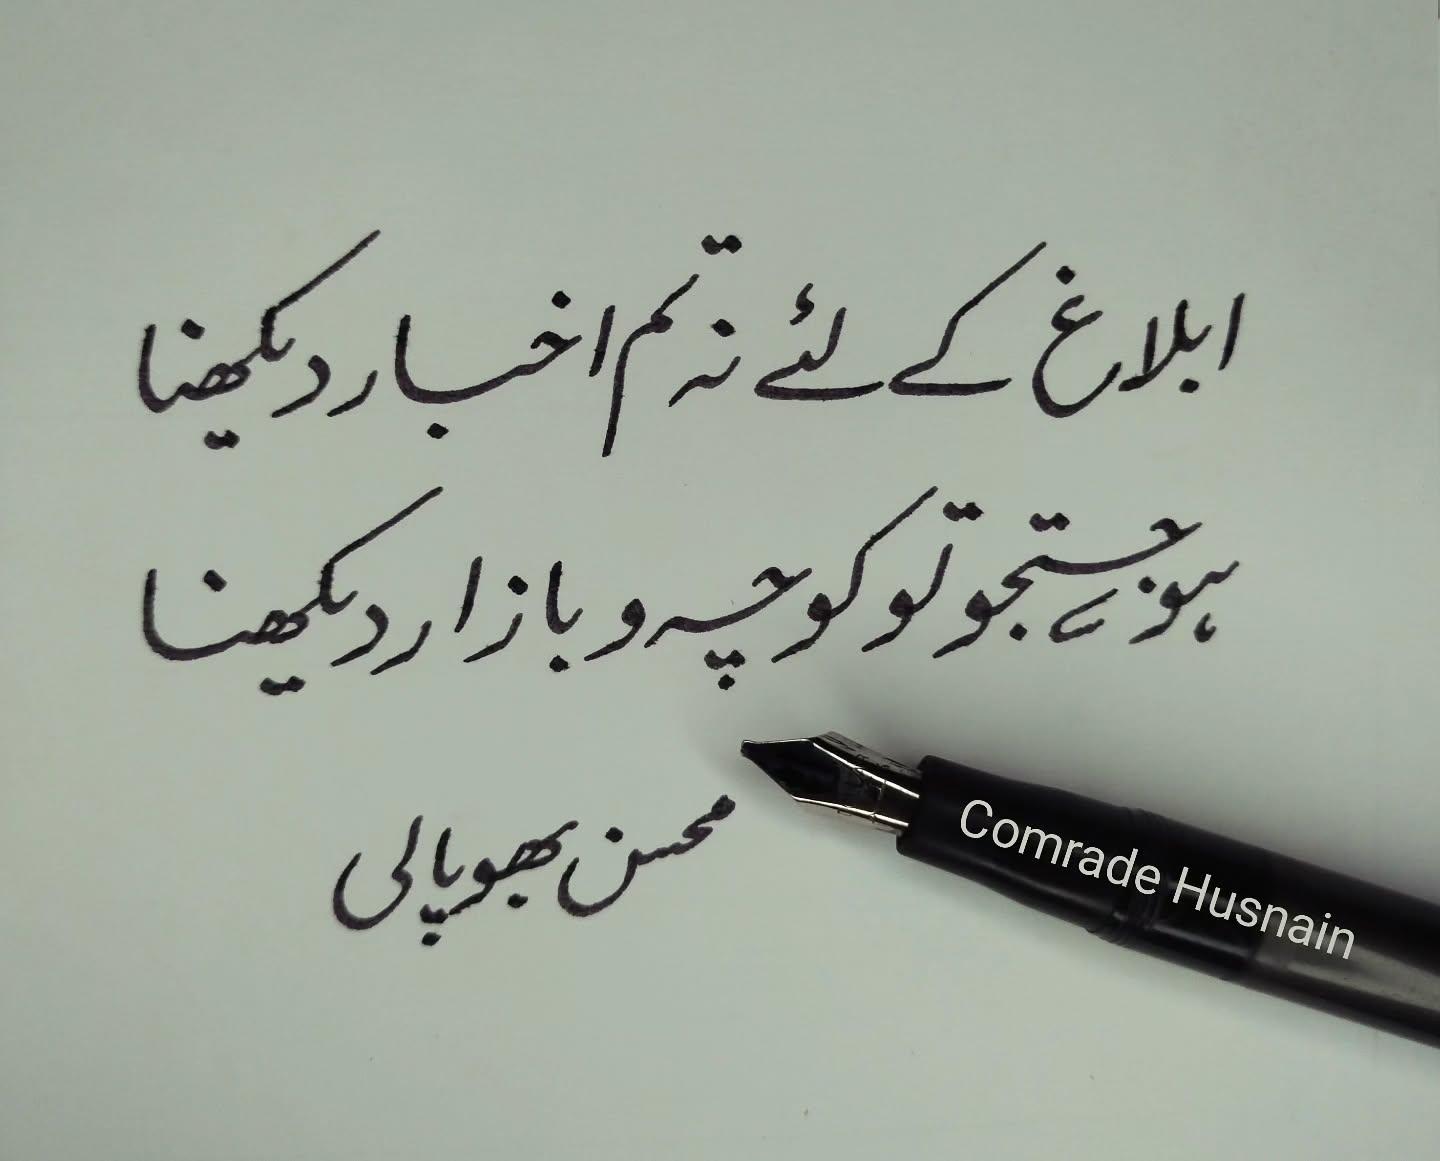 ابلاغ کے لئے نہ تم اخبار دیکھنا
ہو جستجو تو کوچہ و بازار دیکھنا
محسن بھوپالی
Comrade Husnain